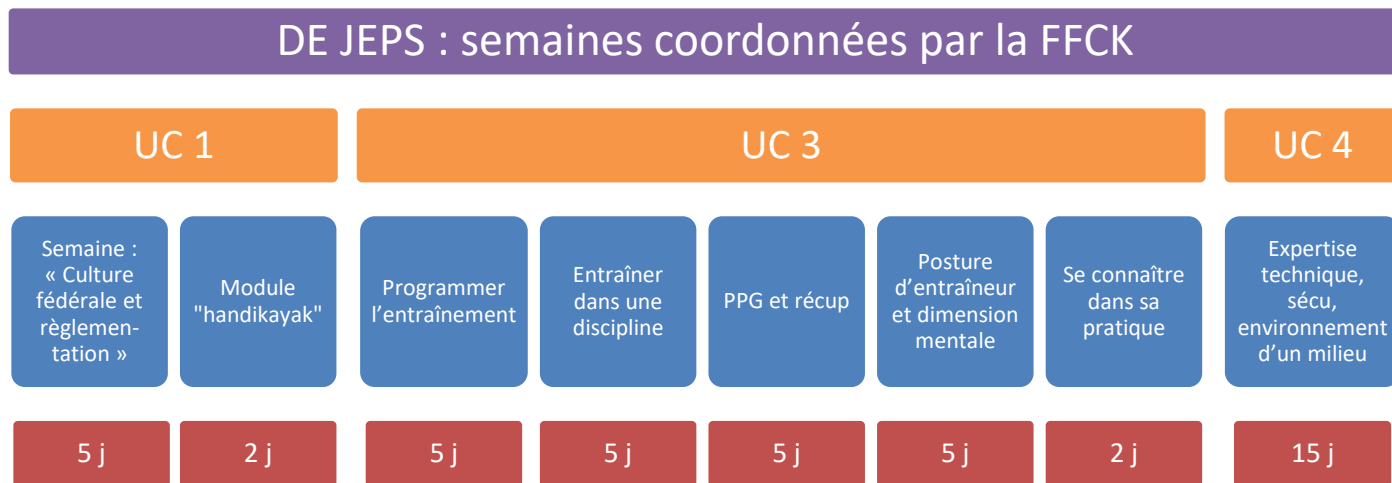 DE JEPS : semaines coordonnées par la FFCK
UC 1
UC 3
UC 4
Semaine :
« Culture
fédérale et
règlemen-
tation »
Module
"handikayak"
Programmer
l’entraînement
Entraîner
dans une
discipline
PPG et récup
Posture
d’entraîneur
et dimension
mentale
Se connaître
dans sa
pratique
Expertise
technique,
sécu,
environnement
d’un milieu
5 j
2 j
5 j
5 j
5 j
5 j
2 j
15 j